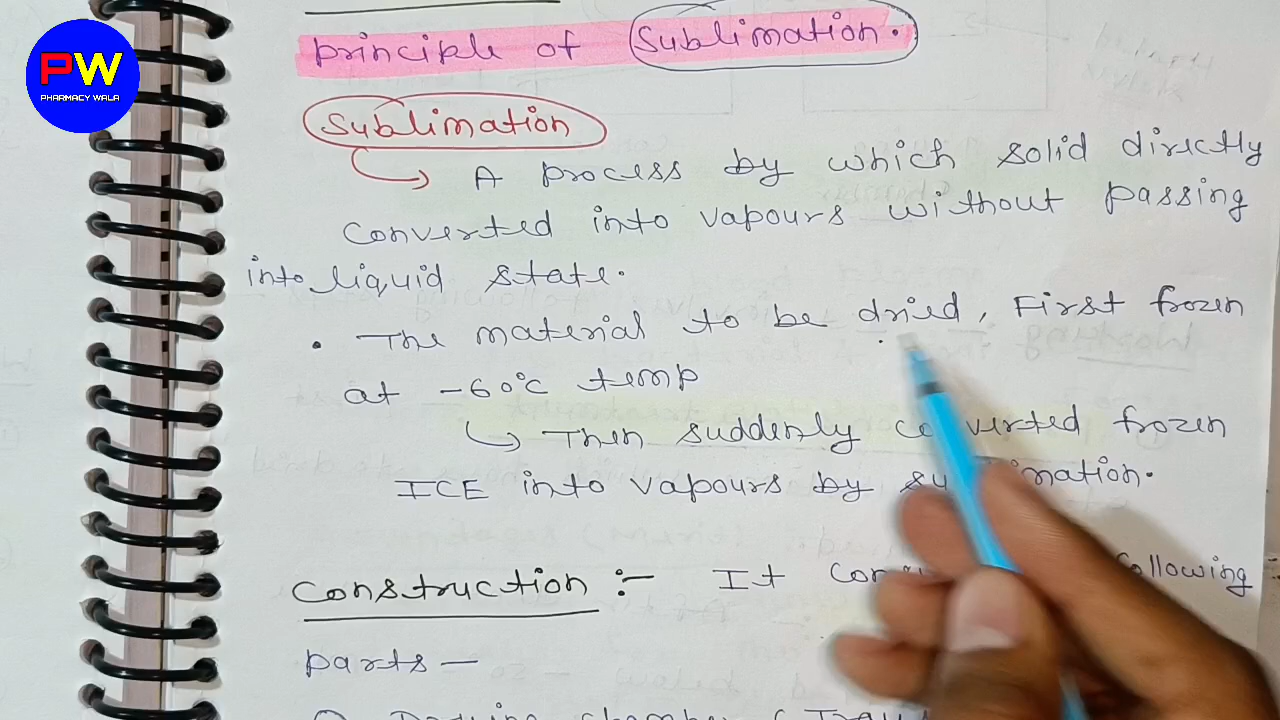 PW
PHARMACY WALA
principle of Sublimation.
Sublimation
A process by which solid directly
converted into vapours without passing
into liquid state.
. The material to be dried, First frozen
at -60°C temp
Then suddenly converted frozen
ICE into vapours by sublimation.
Construction :- It following
parts -